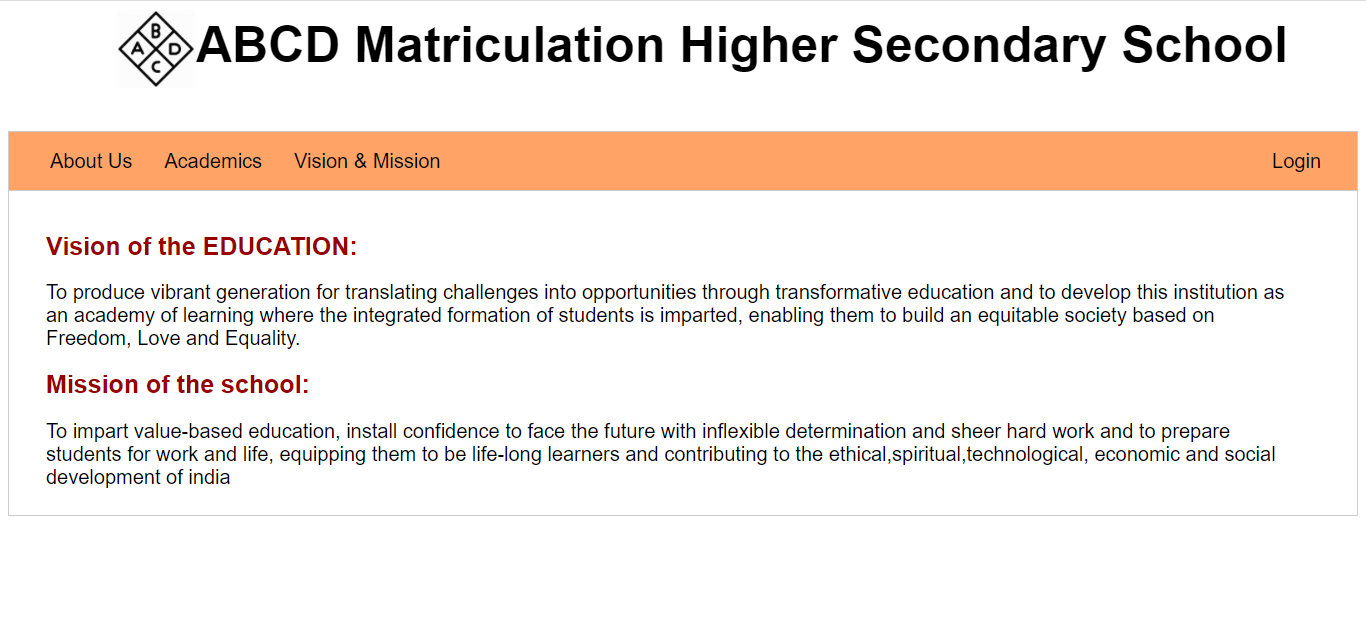 B
A D
C
ABCD Matriculation Higher Secondary School
About Us Academics Vision & Mission Login
Vision of the EDUCATION:
To produce vibrant generation for translating challenges into opportunities through transformative education and to develop this institution as
an academy of learning where the integrated formation of students is imparted, enabling them to build an equitable society based on
Freedom, Love and Equality.
Mission of the school:
To impart value-based education, install confidence to face the future with inflexible determination and sheer hard work and to prepare
students for work and life, equipping them to be life-long learners and contributing to the ethical,spiritual,technological, economic and social
development of india